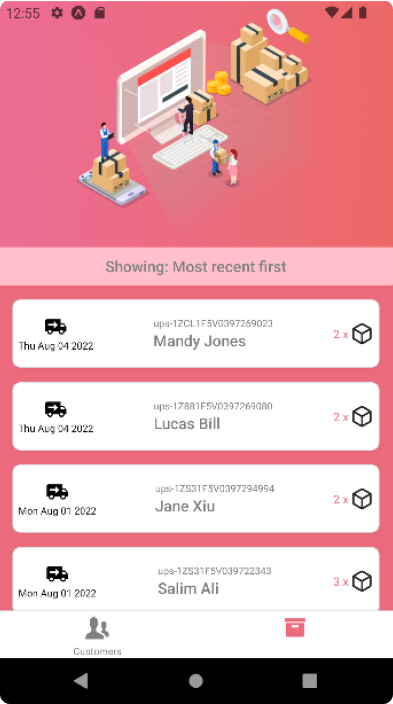 12:55
Showing: Most recent first
ups-1ZCL1F5V0397269023
Mandy Jones
Thu Aug 04 2022
2 x
ups-1Z881F5V0397269080
Lucas Bill
Thu Aug 04 2022
2 x
ups-1ZS31F5V0397294994
Jane Xiu
Mon Aug 01 2022
2 x
ups-1ZS31F5V039722343
Salim Ali
Mon Aug 01 2022
3 x
Customers